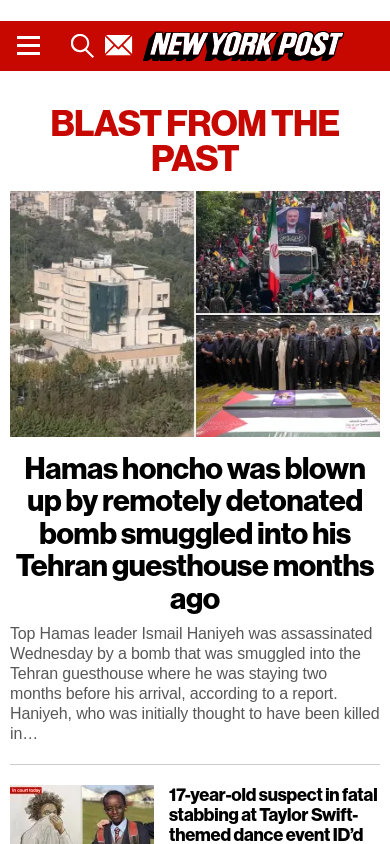 NEW YORK POST
BLAST FROM THE
PAST
Hamas honcho was blown
up by remotely detonated
bomb smuggled into his
Tehran guesthouse months
ago
Top Hamas leader Ismail Haniyeh was assassinated
Wednesday by a bomb that was smuggled into the
Tehran guesthouse where he was staying two
months before his arrival, according to a report.
Haniyeh, who was initially thought to have been killed
in…
In court today
17-year-old suspect in fatal
stabbing at Taylor Swift-
themed dance event ID’d